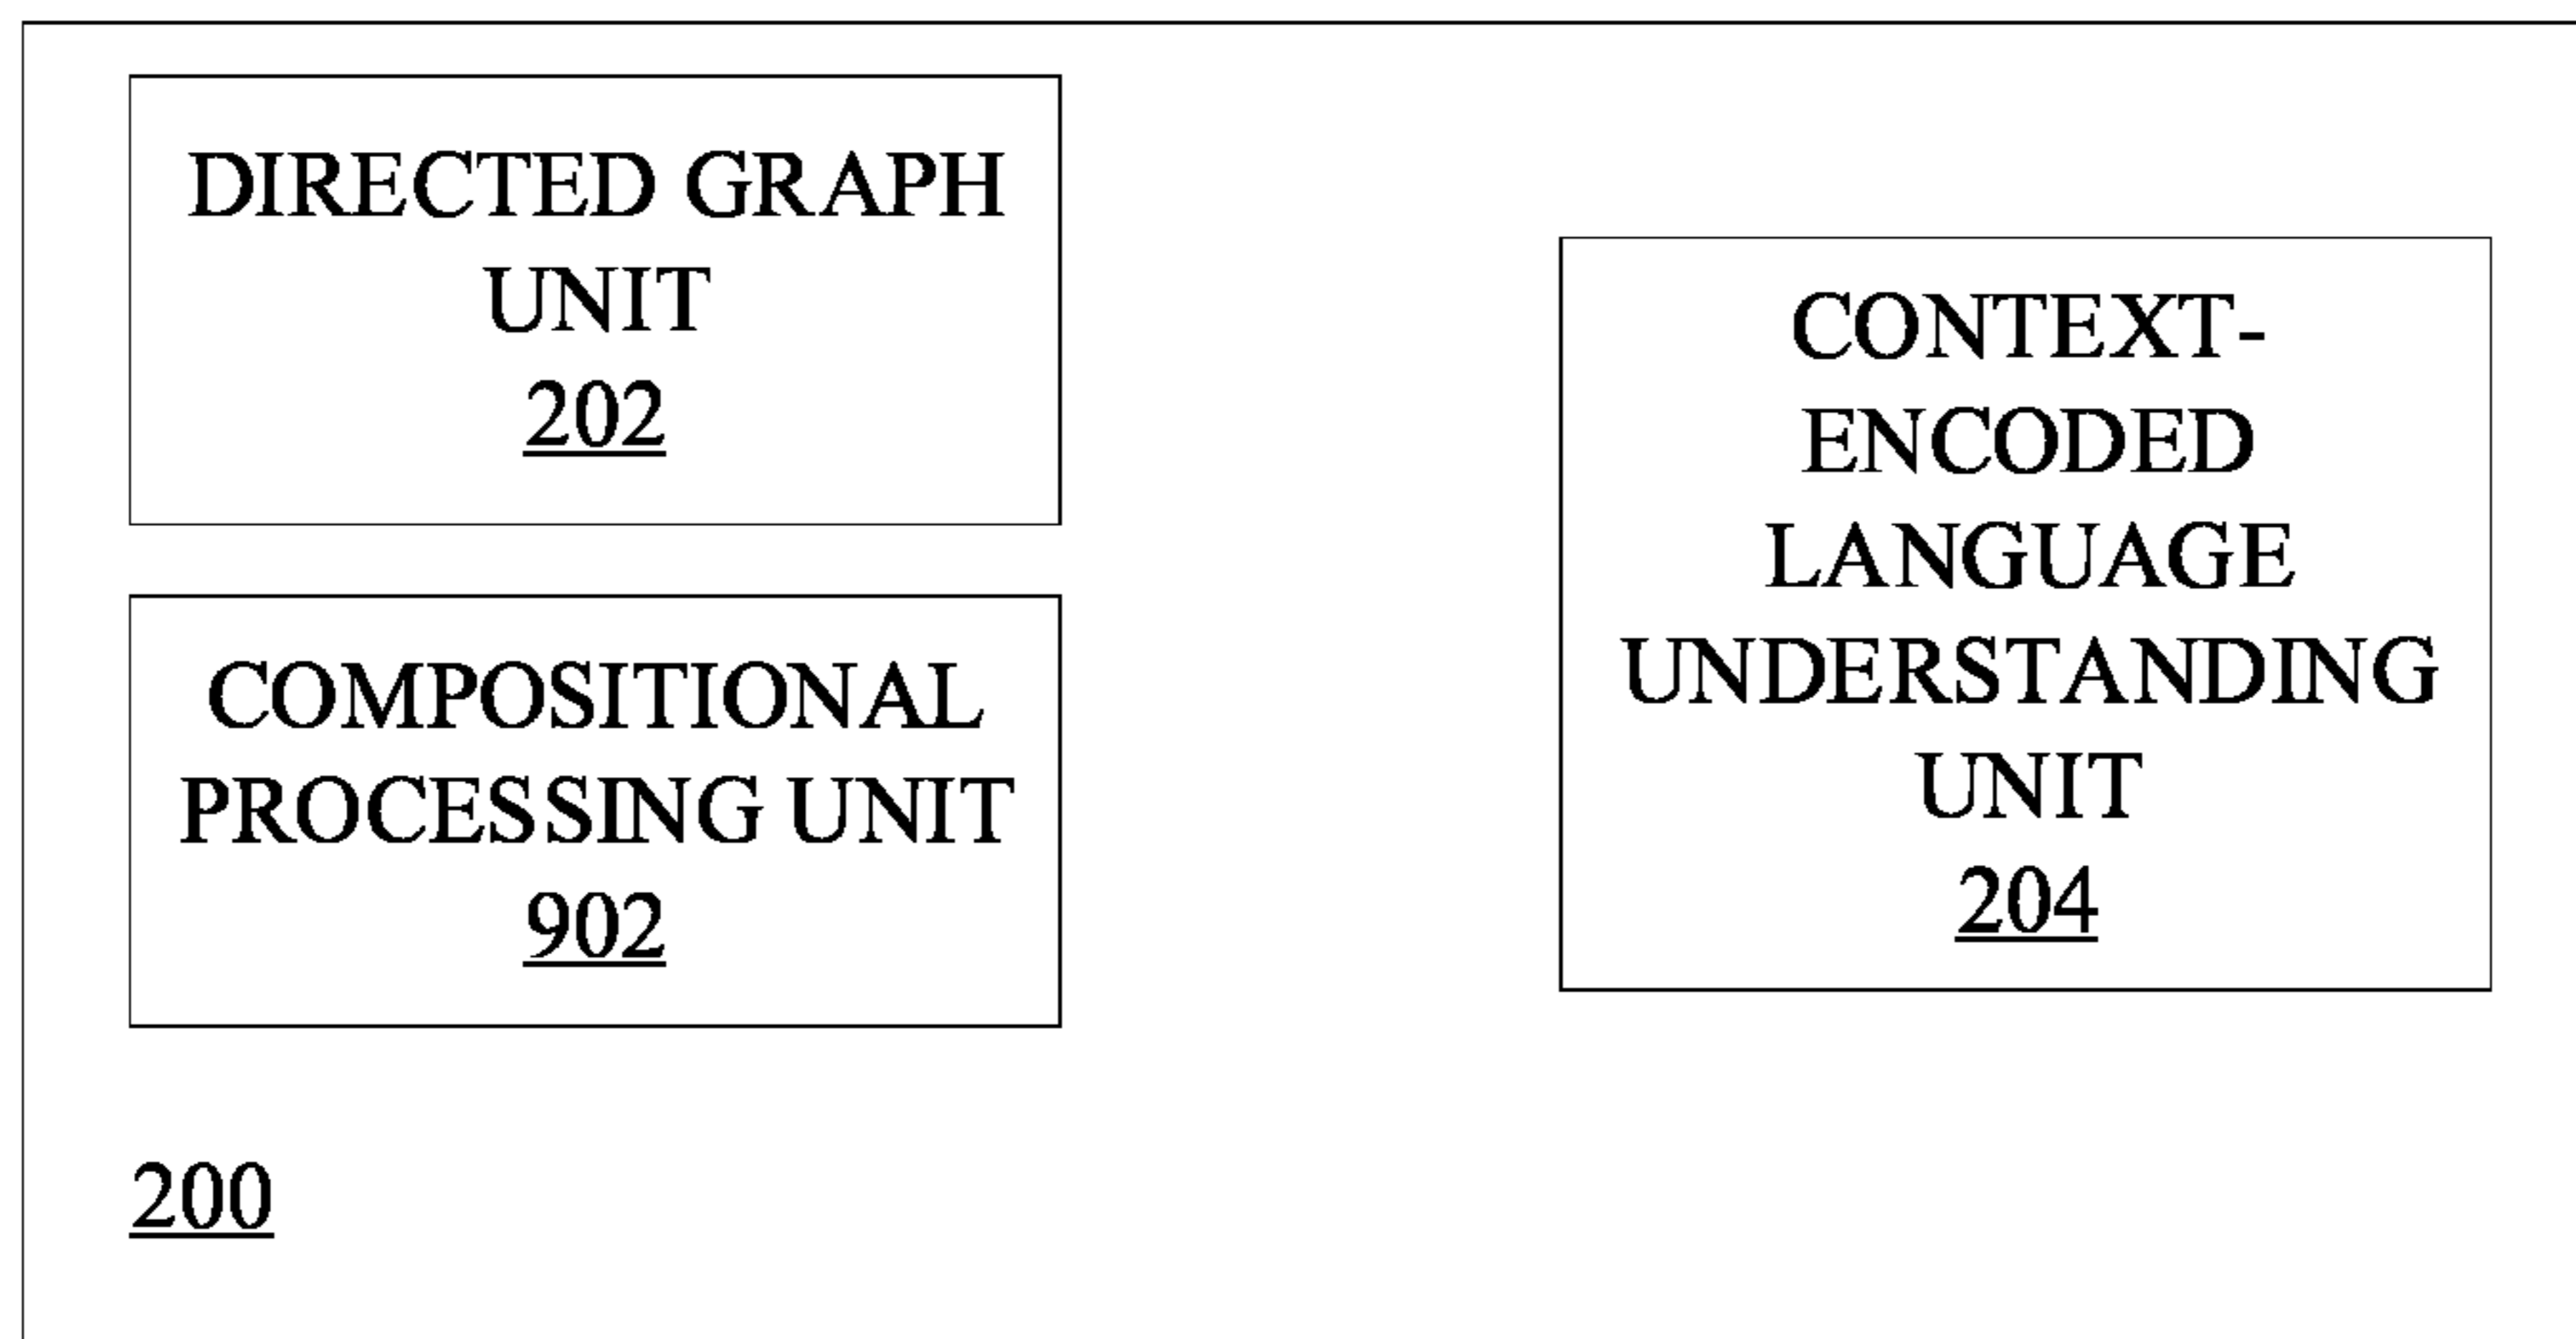 DIRECTED GRAPH
UNIT
202
COMPOSITIONAL
PROCESSING UNIT
902
CONTEXT-
ENCODED
LANGUAGE
UNDERSTANDING
UNIT
204
200